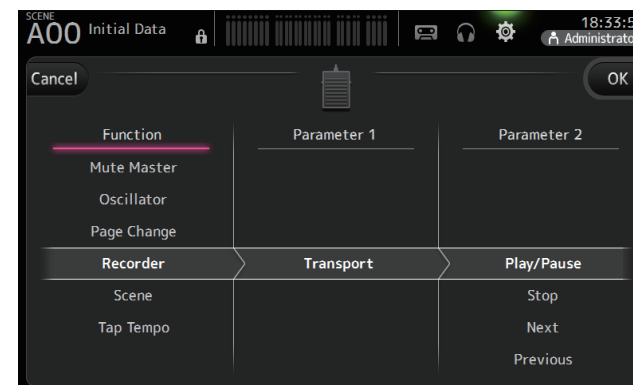 SCENE
A00 Initial Data
18:33:5
Administrato
Cancel
OK
Function Parameter 1 Parameter 2
Mute Master
Oscillator
Page Change
Recorder Transport Play/Pause
Scene Stop
Tap Tempo Next
Previous